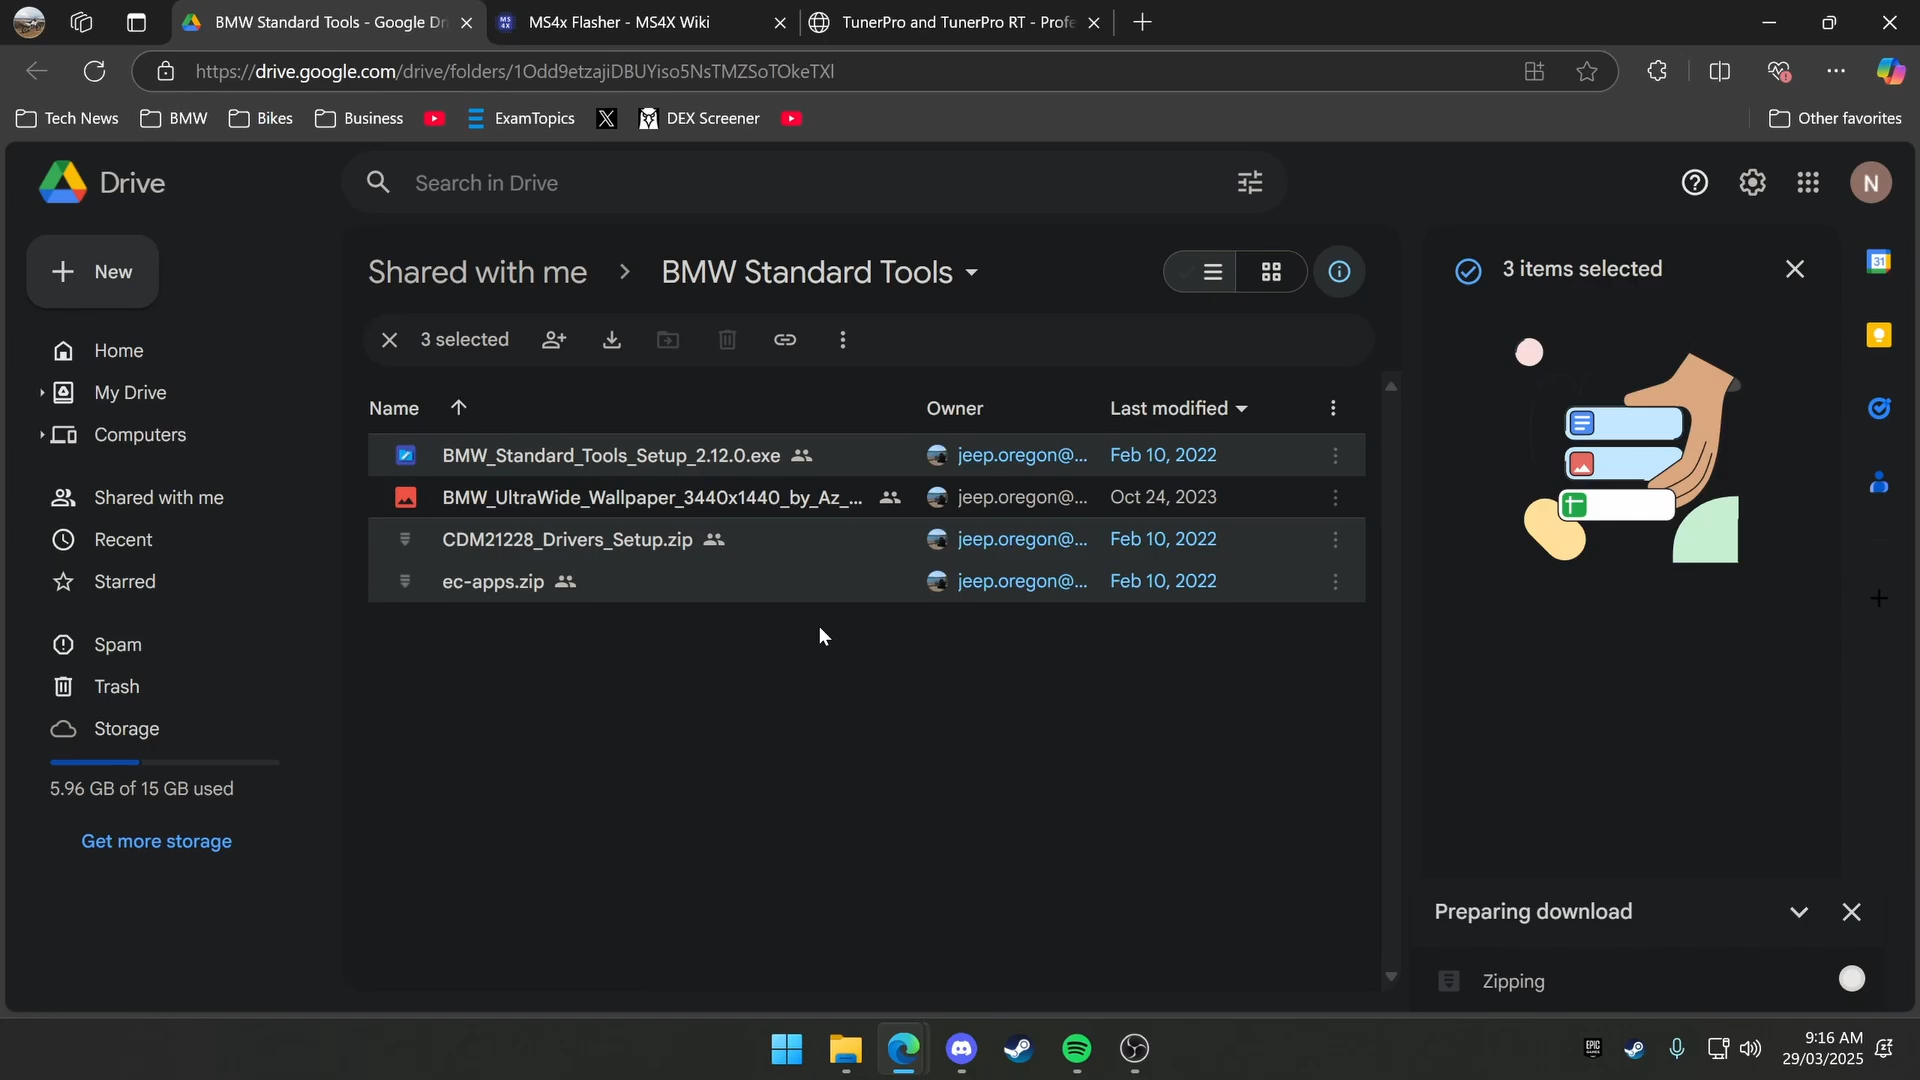 BMW Standard Tools - Google Dr
MS4x Flasher - MS4X Wiki
TunerPro and TunerPro RT - Profe
https://drive.google.com/drive/folders/1Odd9etzajiDBUYiso5NsTMZSoTOkeTXl
Tech News
BMW
Bikes
Business
ExamTopics
DEX Screener
Other favorites
Drive
Search in Drive
N
New
Home
My Drive
Computers
Shared with me
Recent
Starred
Spam
Trash
Storage
5.96 GB of 15 GB used
Get more storage
Shared with me > BMW Standard Tools
3 selected
Name Owner Last modified
BMW_Standard_Tools_Setup_2.12.0.exe jeep.oregon@... Feb 10, 2022
BMW_UltraWide_Wallpaper_3440x1440_by_Az_... jeep.oregon@... Oct 24, 2023
CDM21228_Drivers_Setup.zip jeep.oregon@... Feb 10, 2022
ec-apps.zip jeep.oregon@... Feb 10, 2022
3 items selected
31
Preparing download
Zipping
EPIC
9:16 AM
29/03/2025